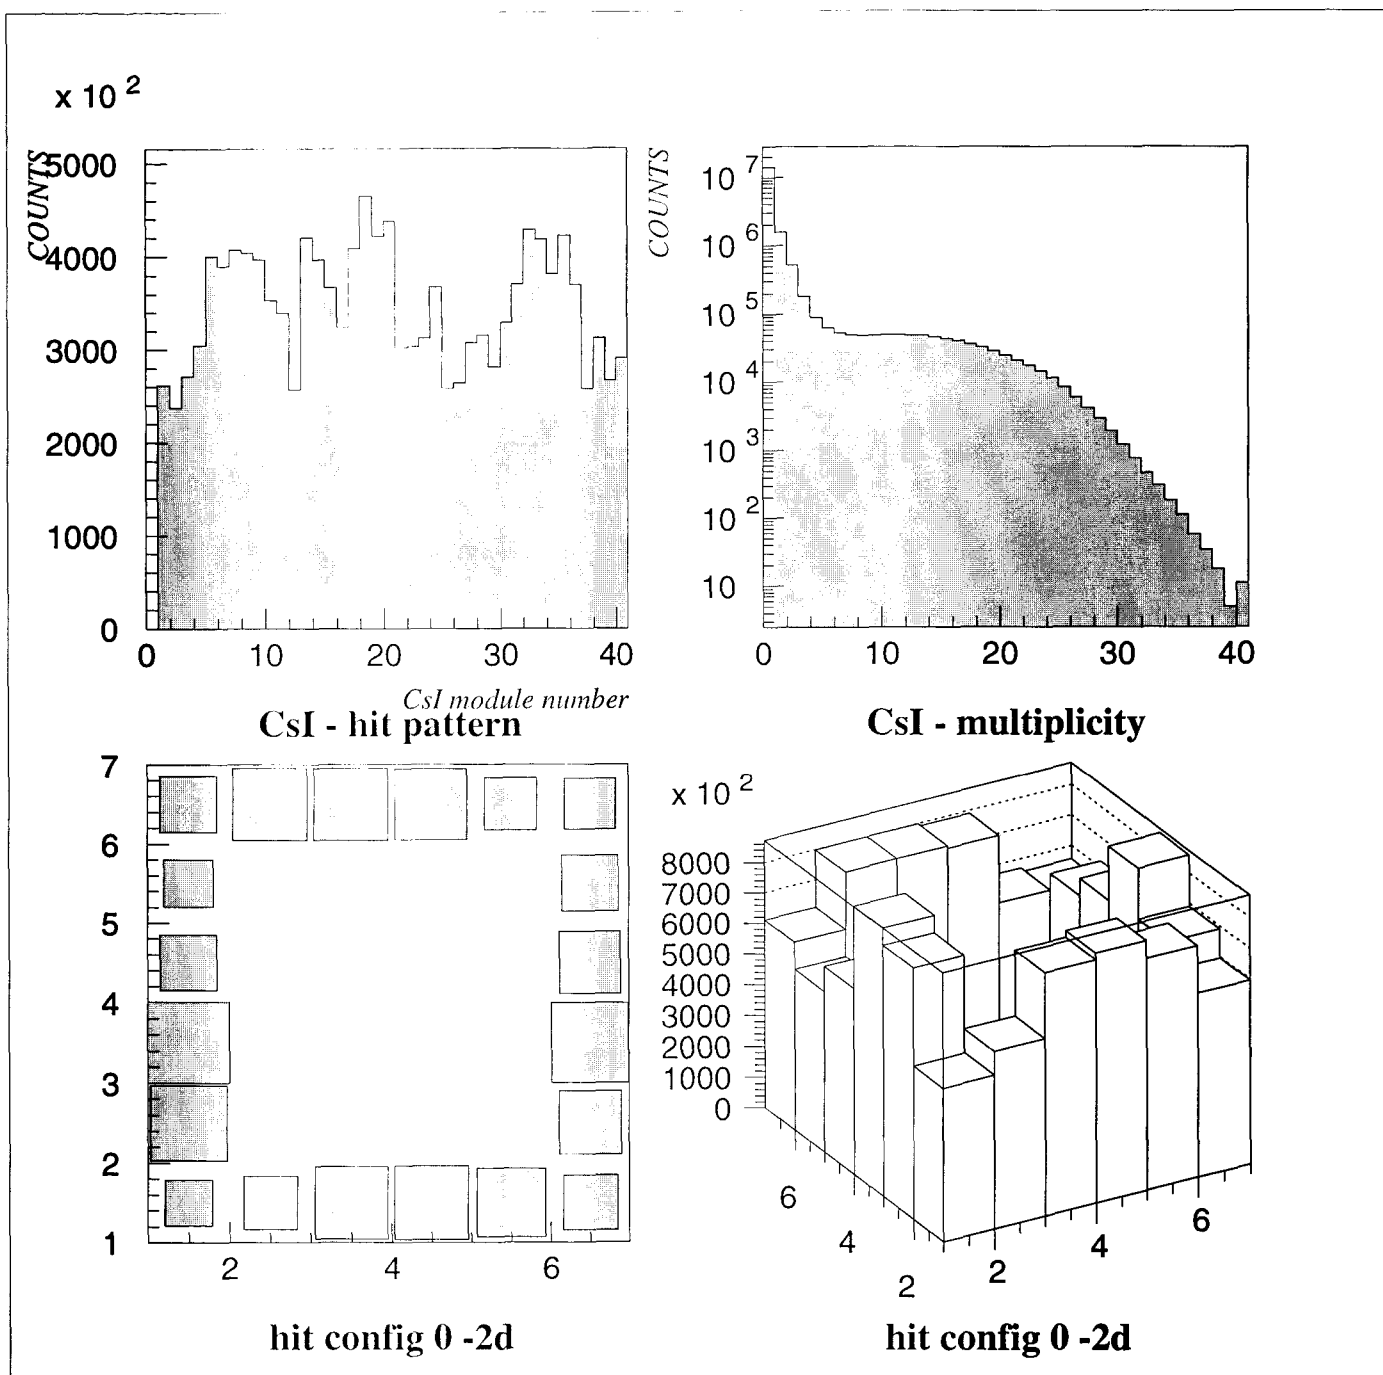 x 10 2
COUNTS
5000
4000
3000
2000
1000
0
0 10 20 30 40
CsI module number
CsI - hit pattern
COUNTS
10 7
10 6
10 5
10 4
10 3
10 2
10
0 10 20 30 40
CsI - multiplicity
7
6
5
4
3
2
1
2 4 6
hit config 0 -2d
x 10 2
8000
7000
6000
5000
4000
3000
2000
1000
0
6
4
2
2
4
6
hit config 0 -2d